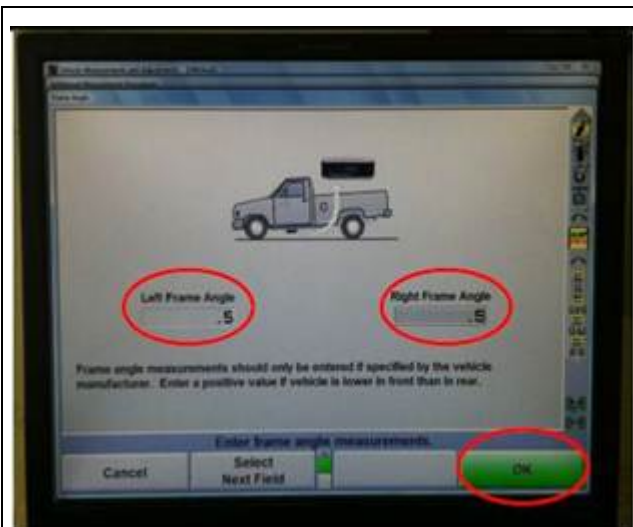 Frame Angle
Left Frame Angle
Right Frame Angle
.5
.5
Frame angle measurements should only be entered if specified by the vehicle
manufacturer. Enter a positive value if vehicle is lower in front than in rear.
Enter frame angle measurements.
Cancel
Select
Next Field
OK